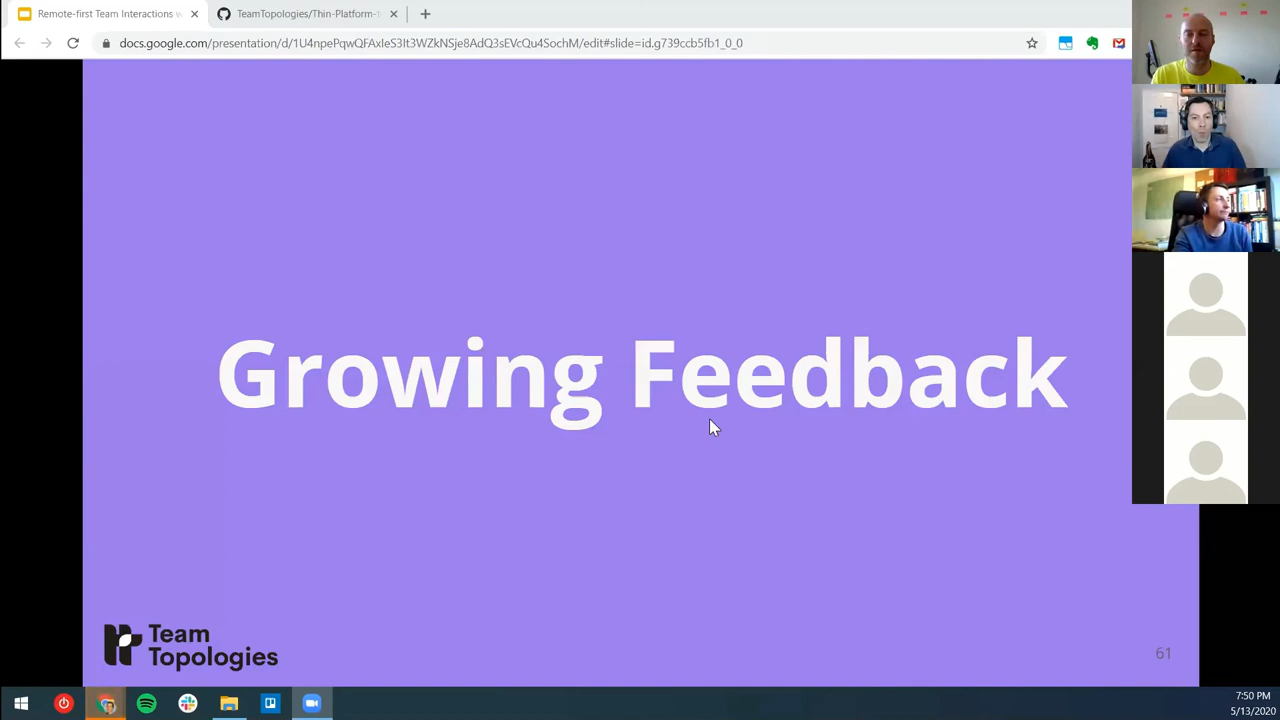 Remote-first Team Interactions w
TeamTopologies/Thin-Platform-t
docs.google.com/presentation/d/1U4npePqwQfAxIeS3It3WZkNSje8AdQ3cEVcQu4SochM/edit#slide=id.g739ccb5fb1_0_0
Growing Feedback
Team
Topologies
61
7:50 PM
5/13/2020